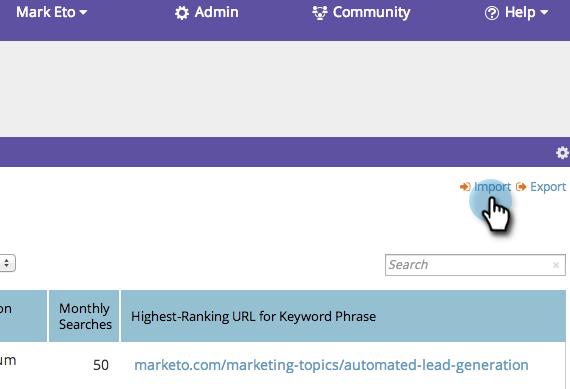 Mark Eto Admin Community Help
Import Export
Search
on Monthly Searches Highest-Ranking URL for Keyword Phrase
um 50 marketo.com/marketing-topics/automated-lead-generation